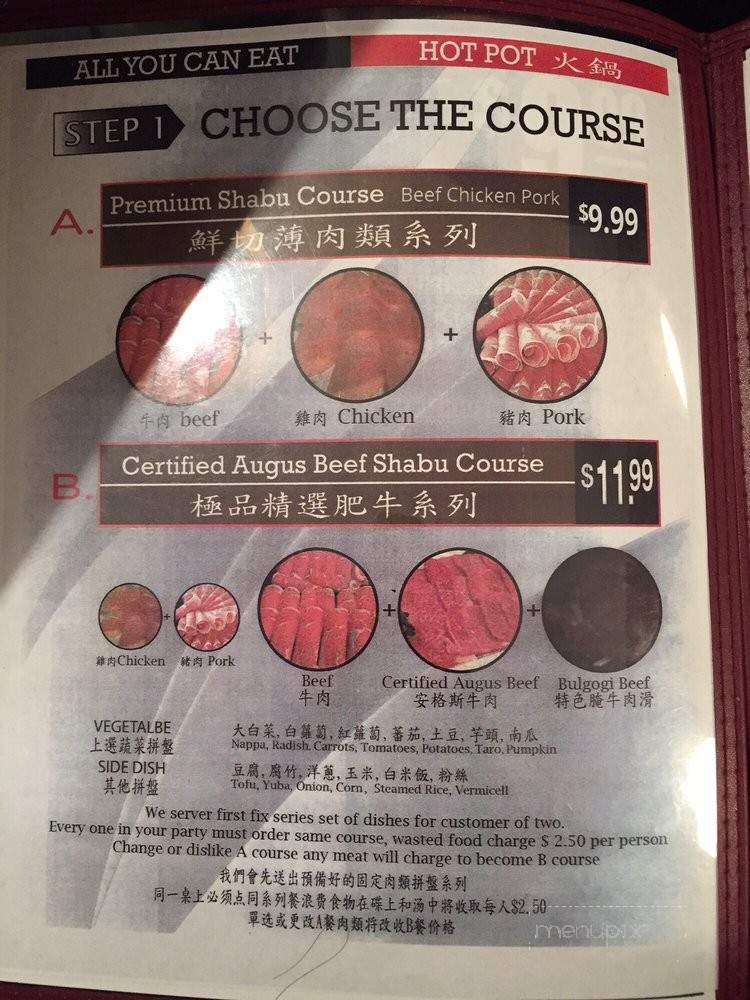 ALL YOU CAN EAT
HOT POT 火鍋
STEP 1 CHOOSE THE COURSE
A. Premium Shabu Course Beef Chicken Pork $9.99
鮮切薄肉類系列
+ +
牛肉 beef 雞肉 Chicken 豬肉 Pork
B. Certified Augus Beef Shabu Course $11.99
極品精選肥牛系列
+ + +
雞肉Chicken 豬肉 Pork
Beef Certified Augus Beef Bulgogi Beef
牛肉 安格斯牛肉 特色腌牛肉滑
VEGETALBE 大白菜,白蘿蔔,紅蘿蔔,蕃茄,土豆,芋頭,南瓜
上選蔬菜拼盤 Nappa, Radish, Carrots, Tomatoes, Potatoes, Taro, Pumpkin
SIDE DISH 豆腐,腐竹,洋蔥,玉米,白米飯,粉絲
其他拼盤 Tofu, Yuba, Onion, Corn, Steamed Rice, Vermicell
We server first fix series set of dishes for customer of two.
Every one in your party must order same course, wasted food charge $ 2.50 per person
Change or dislike A course any meat will charge to become B course
我們會先送出預備好的固定肉類拼盤系列
同一桌上必须点同系列餐浪費食物在碟上和汤中將收取每人$2.50
單选或更改A餐肉類将改收B餐价格
menupix